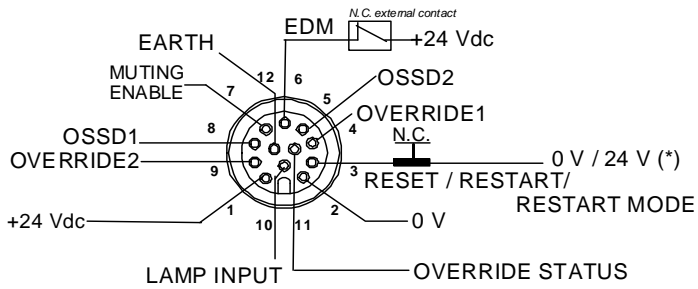 N.C. external contact
EDM
+24 Vdc
EARTH
12
6
MUTING
ENABLE
7
5
OSSD2
OVERRIDE1
4
OSSD1
8
N.C.
OVERRIDE2
9
3
0 V / 24 V (*)
RESET / RESTART/
RESTART MODE
+24 Vdc
1
10
11
2
0 V
LAMP INPUT
OVERRIDE STATUS